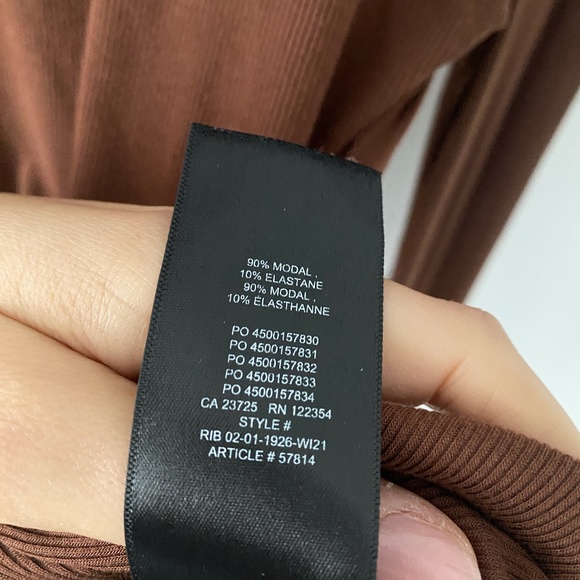 90% MODAL ,
10% ELASTANE
90% MODAL ,
10% ÉLASTHANNE
PO 4500157830
PO 4500157831
PO 4500157832
PO 4500157833
PO 4500157834
CA 23725 RN 122354
STYLE #
RIB 02-01-1926-WI21
ARTICLE # 57814